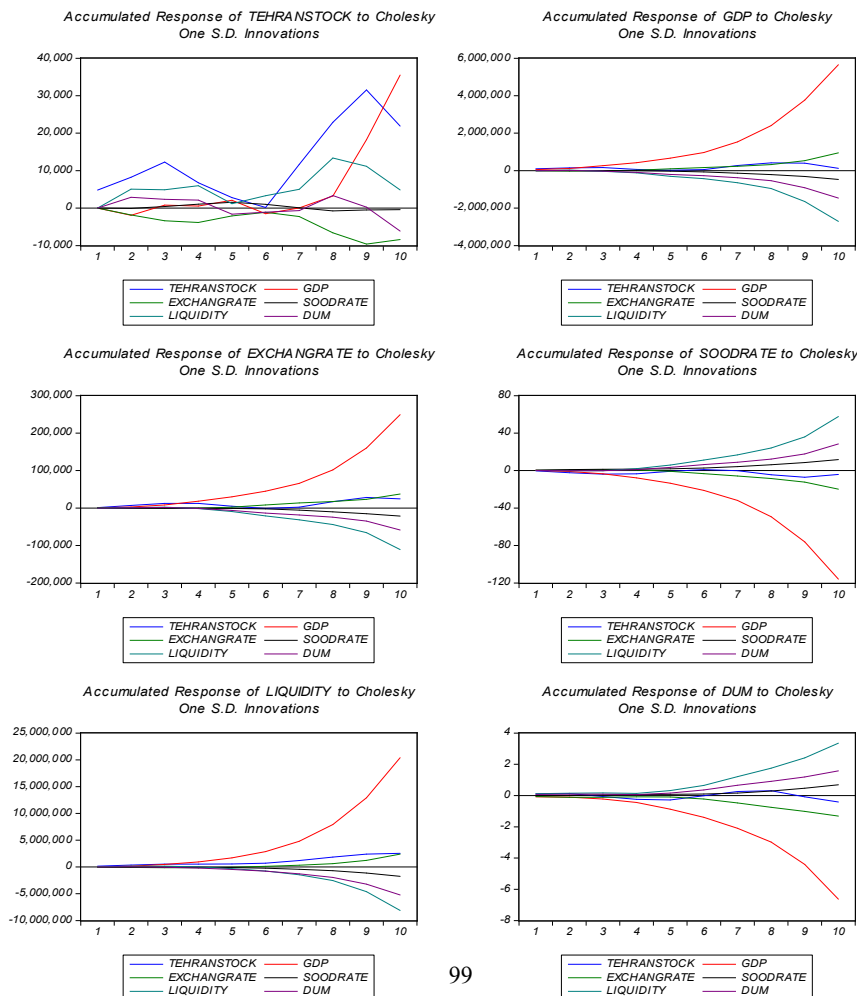 Accumulated Response of TEHRANSTOCK to Cholesky
One S.D. Innovations
40,000
30,000
20,000
10,000
0
-10,000
1 2 3 4 5 6 7 8 9 10
TEHRANSTOCK GDP
EXCHANGRATE SOODRATE
LIQUIDITY DUM
Accumulated Response of GDP to Cholesky
One S.D. Innovations
6,000,000
4,000,000
2,000,000
0
-2,000,000
-4,000,000
1 2 3 4 5 6 7 8 9 10
TEHRANSTOCK GDP
EXCHANGRATE SOODRATE
LIQUIDITY DUM
Accumulated Response of EXCHANGRATE to Cholesky
One S.D. Innovations
300,000
200,000
100,000
0
-100,000
-200,000
1 2 3 4 5 6 7 8 9 10
TEHRANSTOCK GDP
EXCHANGRATE SOODRATE
LIQUIDITY DUM
Accumulated Response of SOODRATE to Cholesky
One S.D. Innovations
80
40
0
-40
-80
-120
1 2 3 4 5 6 7 8 9 10
TEHRANSTOCK GDP
EXCHANGRATE SOODRATE
LIQUIDITY DUM
Accumulated Response of LIQUIDITY to Cholesky
One S.D. Innovations
25,000,000
20,000,000
15,000,000
10,000,000
5,000,000
0
-5,000,000
-10,000,000
1 2 3 4 5 6 7 8 9 10
TEHRANSTOCK GDP
EXCHANGRATE SOODRATE
LIQUIDITY DUM
Accumulated Response of DUM to Cholesky
One S.D. Innovations
4
2
0
-2
-4
-6
-8
1 2 3 4 5 6 7 8 9 10
TEHRANSTOCK GDP
EXCHANGRATE SOODRATE
LIQUIDITY DUM
99